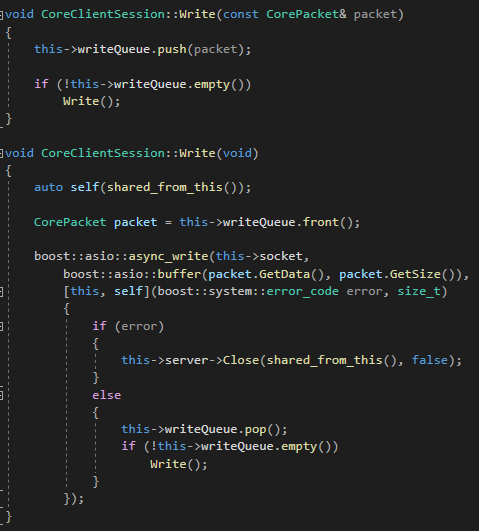 void CoreClientSession::Write(const CorePacket& packet)
{
this->writeQueue.push(packet);
if (!this->writeQueue.empty())
Write();
}
void CoreClientSession::Write(void)
{
auto self(shared_from_this());
CorePacket packet = this->writeQueue.front();
boost::asio::async_write(this->socket,
boost::asio::buffer(packet.GetData(), packet.GetSize()),
[this, self](boost::system::error_code error, size_t)
{
if (error)
{
this->server->Close(shared_from_this(), false);
}
else
{
this->writeQueue.pop();
if (!this->writeQueue.empty())
Write();
}
});
}